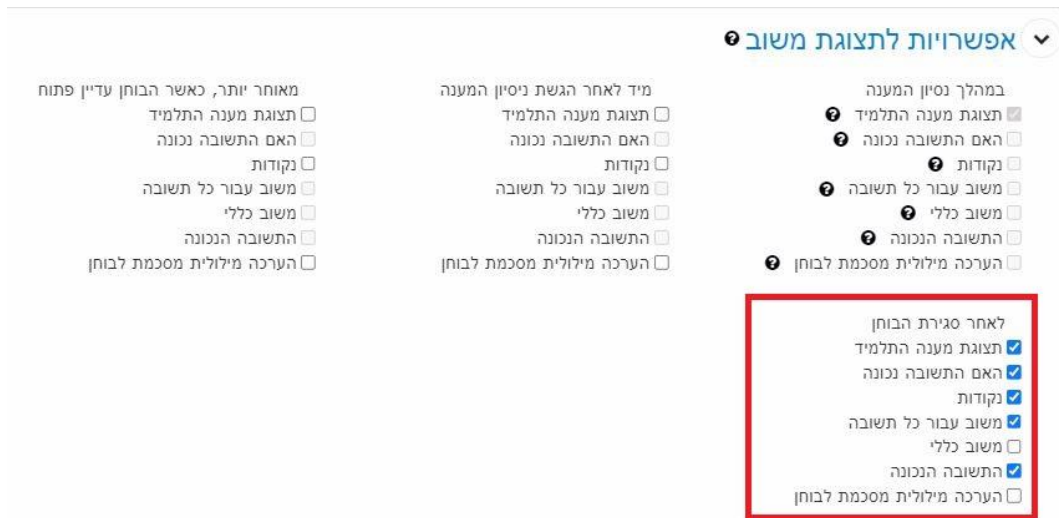 אפשרויות לתצוגת משוב
במהלך נסיון המענה
תצוגת מענה התלמיד
האם התשובה נכונה
נקודות
משוב עבור כל תשובה
משוב כללי
התשובה הנכונה
הערכה מילולית מסכמת לבוחן
מיד לאחר הגשת ניסיון המענה
תצוגת מענה התלמיד
האם התשובה נכונה
נקודות
משוב עבור כל תשובה
משוב כללי
התשובה הנכונה
הערכה מילולית מסכמת לבוחן
מאוחר יותר, כאשר הבוחן עדיין פתוח
תצוגת מענה התלמיד
האם התשובה נכונה
נקודות
משוב עבור כל תשובה
משוב כללי
התשובה הנכונה
הערכה מילולית מסכמת לבוחן
לאחר סגירת הבוחן
תצוגת מענה התלמיד
האם התשובה נכונה
נקודות
משוב עבור כל תשובה
משוב כללי
התשובה הנכונה
הערכה מילולית מסכמת לבוחן